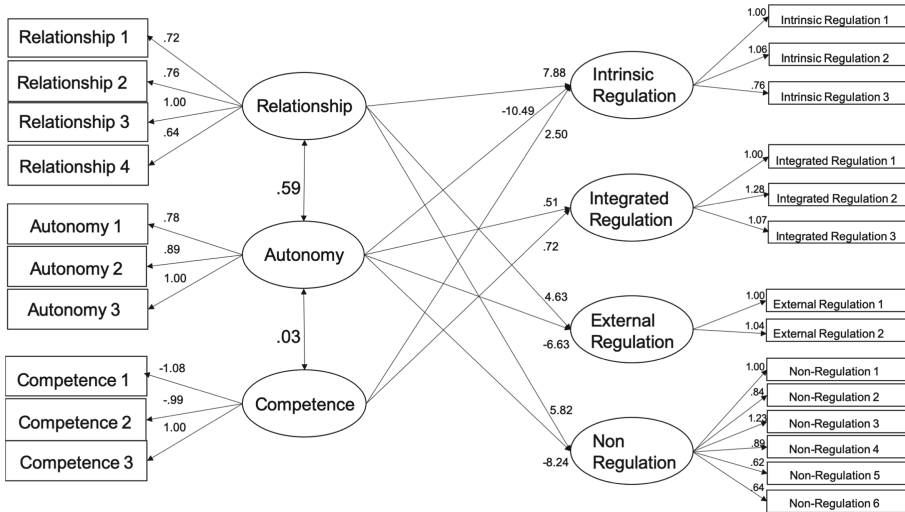 Relationship 1
Relationship 2
Relationship 3
Relationship 4
.72
.76
1.00
.64
Relationship
.59
Autonomy 1
Autonomy 2
Autonomy 3
.78
.89
1.00
Autonomy
.03
Competence 1
Competence 2
Competence 3
-1.08
-.99
1.00
Competence
7.88
-10.49
2.50
Intrinsic
Regulation
1.00
1.06
.76
Intrinsic Regulation 1
Intrinsic Regulation 2
Intrinsic Regulation 3
.51
.72
Integrated
Regulation
1.00
1.28
1.07
Integrated Regulation 1
Integrated Regulation 2
Integrated Regulation 3
4.63
-6.63
External
Regulation
1.00
1.04
External Regulation 1
External Regulation 2
5.82
-8.24
Non
Regulation
1.00
.84
1.23
.89
.62
.64
Non-Regulation 1
Non-Regulation 2
Non-Regulation 3
Non-Regulation 4
Non-Regulation 5
Non-Regulation 6